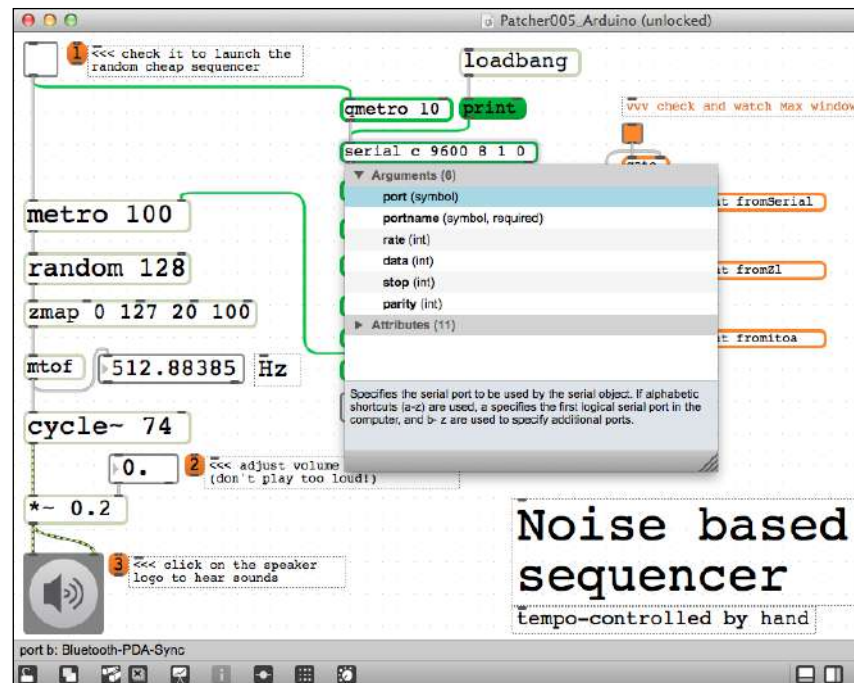 Patcher005_Arduino (unlocked)
1 <<< check it to launch the
random cheap sequencer
loadbang
qmetro 10
print
vvv check and watch Max window
serial c 9600 8 1 0
Arguments (6)
port (symbol)
portname (symbol, required)
rate (int)
data (int)
stop (int)
parity (int)
Attributes (11)
Specifies the serial port to be used by the serial object. If alphabetic
shortcuts (a-z) are used, a specifies the first logical serial port in the
computer, and b- z are used to specify additional ports.
fromSerial
fromZl
fromitoa
metro 100
random 128
zmap 0 127 20 100
mtof
512.88385
Hz
cycle~ 74
0.
2 <<< adjust volume
(don't play too loud!)
*~ 0.2
3 <<< click on the speaker
logo to hear sounds
Noise based
sequencer
tempo-controlled by hand
port b: Bluetooth-PDA-Sync